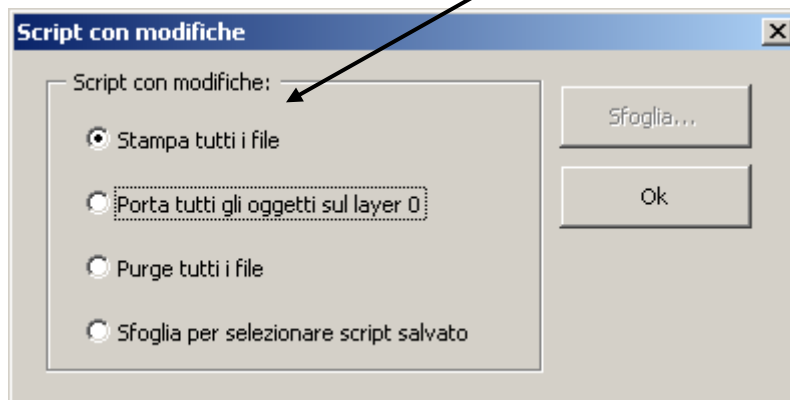 Script con modifiche
Script con modifiche:
Stampa tutti i file
Sfoglia...
Porta tutti gli oggetti sul layer 0
Ok
Purge tutti i file
Sfoglia per selezionare script salvato